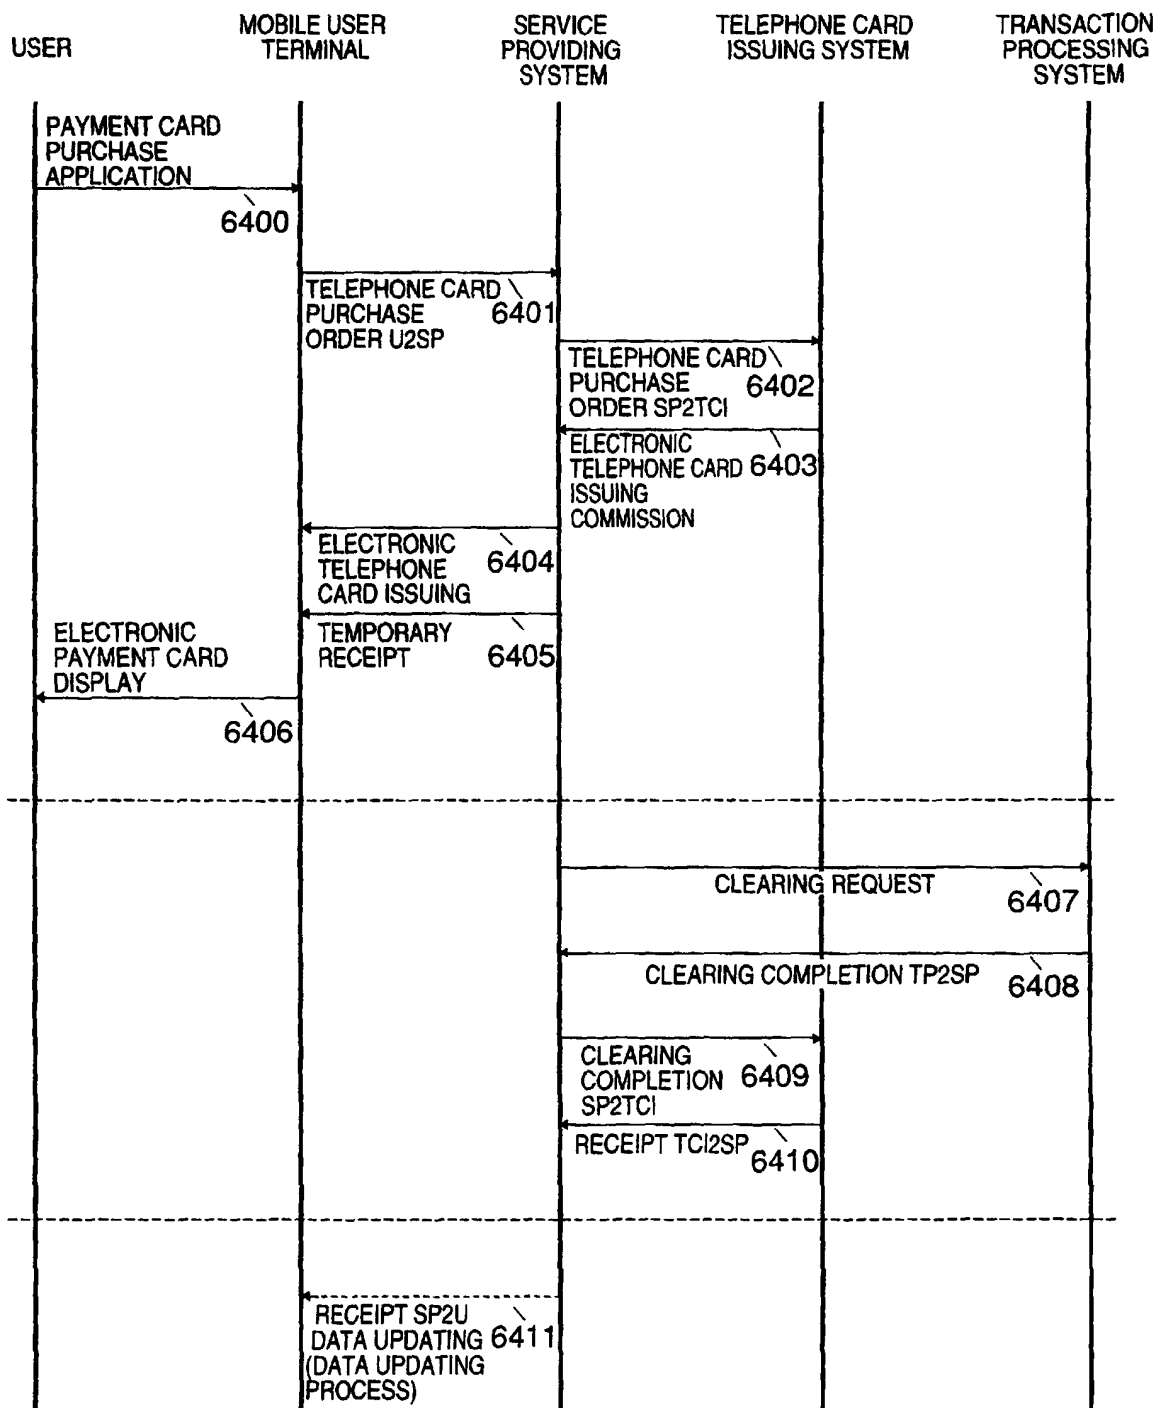 USER
MOBILE USER
TERMINAL
SERVICE
PROVIDING
SYSTEM
TELEPHONE CARD
ISSUING SYSTEM
TRANSACTION
PROCESSING
SYSTEM
PAYMENT CARD
PURCHASE
APPLICATION
6400
TELEPHONE CARD
PURCHASE
ORDER U2SP
6401
TELEPHONE CARD
PURCHASE
ORDER SP2TCI
6402
ELECTRONIC
TELEPHONE CARD
ISSUING
COMMISSION
6403
ELECTRONIC
TELEPHONE
CARD ISSUING
6404
TEMPORARY
RECEIPT
6405
ELECTRONIC
PAYMENT CARD
DISPLAY
6406
CLEARING REQUEST
6407
CLEARING COMPLETION TP2SP
6408
CLEARING
COMPLETION
SP2TCI
6409
RECEIPT TCI2SP
6410
RECEIPT SP2U
DATA UPDATING
(DATA UPDATING
PROCESS)
6411